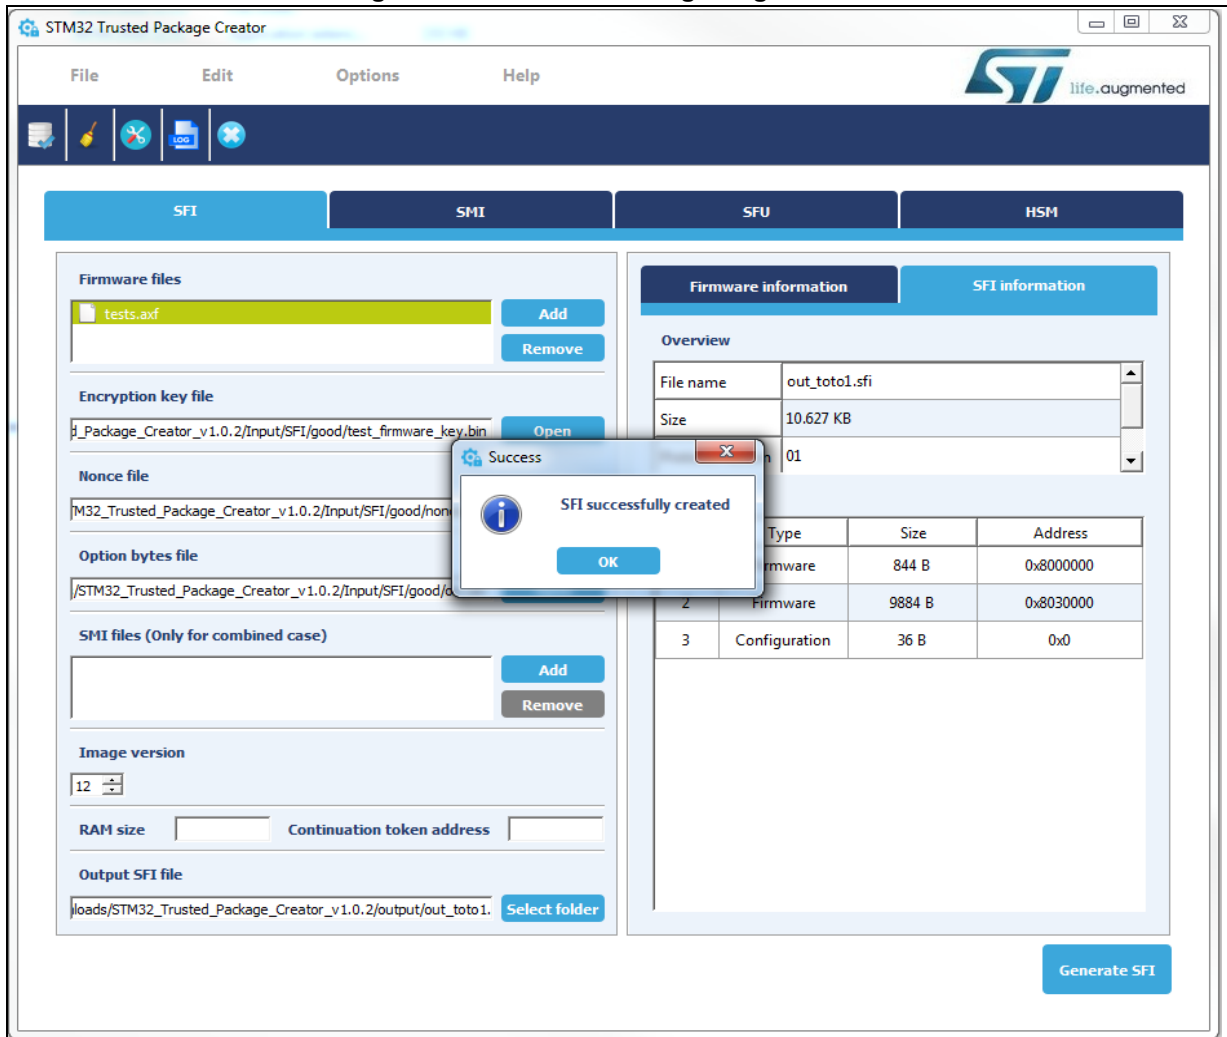 STM32 Trusted Package Creator
File Edit Options Help
life.augmented
LOG
SFI SMI SFU HSM
Firmware files
tests.axf
Add
Remove
Encryption key file
d_Package_Creator_v1.0.2/Input/SFI/good/test_firmware_key.bin Open
Nonce file
TM32_Trusted_Package_Creator_v1.0.2/Input/SFI/good/non
Option bytes file
/STM32_Trusted_Package_Creator_v1.0.2/Input/SFI/good/o
SMI files (Only for combined case)
Add
Remove
Image version
12
RAM size Continuation token address
Output SFI file
loads/STM32_Trusted_Package_Creator_v1.0.2/output/out_toto1. Select folder
Firmware information SFI information
Overview
File name out_toto1.sfi
Size 10.627 KB
01
Type Size Address
rmware 844 B 0x8000000
2 Firmware 9884 B 0x8030000
3 Configuration 36 B 0x0
Success
SFI successfully created
OK
Generate SFI